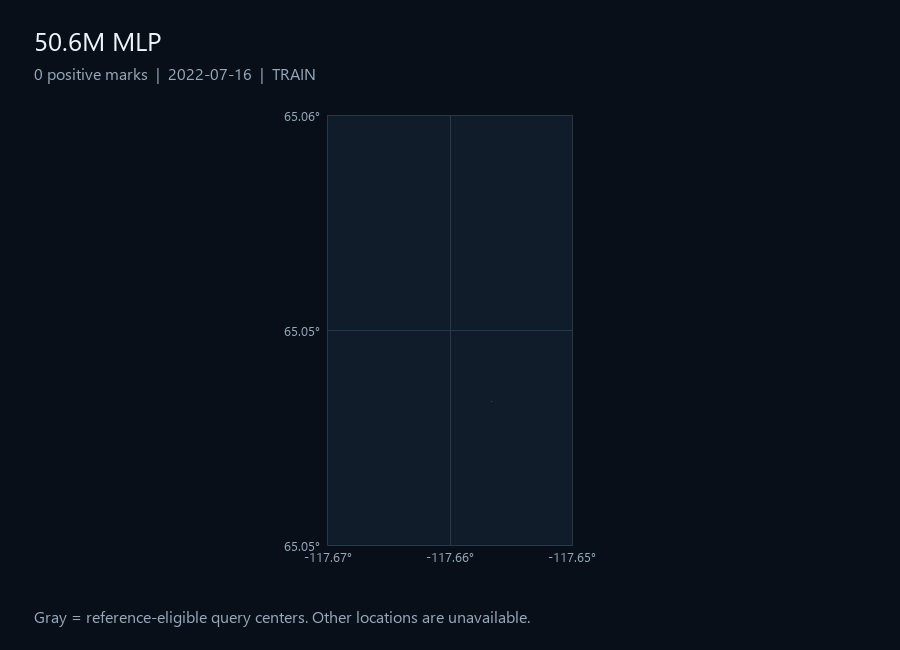 50.6M MLP
0 positive marks | 2022-07-16 | TRAIN
65.06°
65.05°
65.05°
-117.67° -117.66° -117.65°
Gray = reference-eligible query centers. Other locations are unavailable.